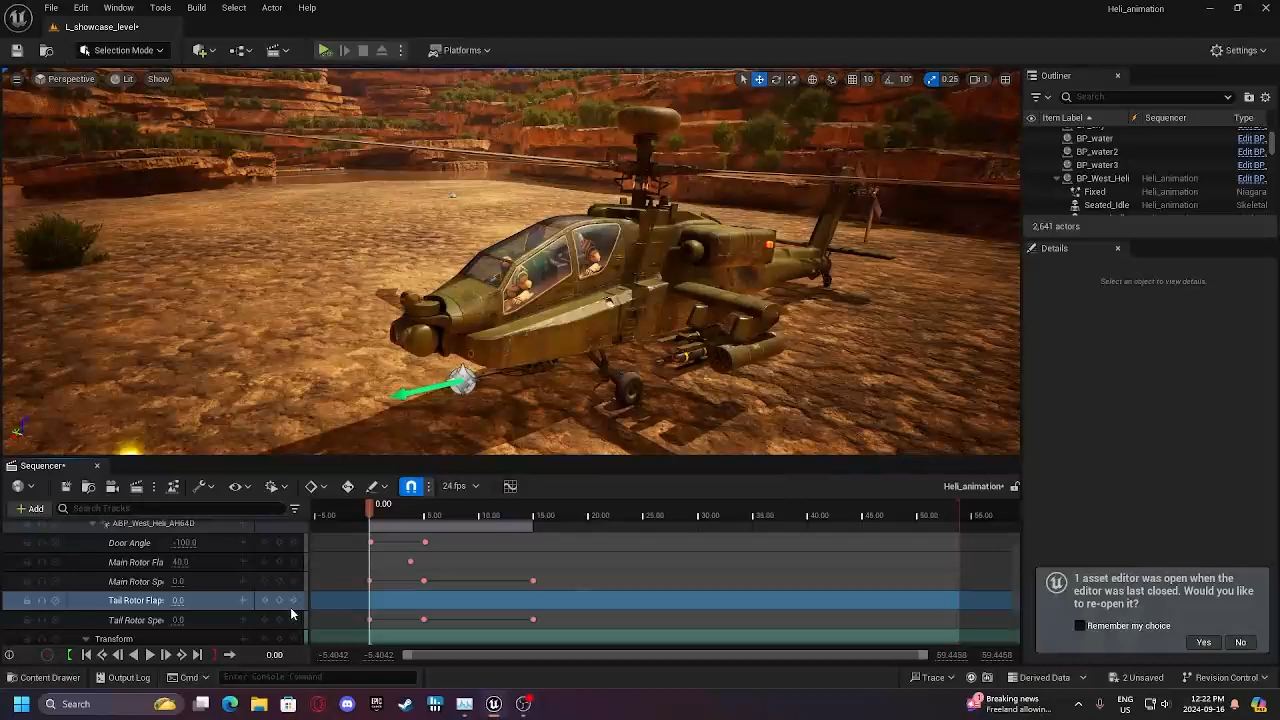 File Edit Window Tools Build Select Actor Help Heli_animation
L_showcase_level•
Selection Mode Platforms Settings
Perspective Lit Show 10 10° 0.25 1
Outliner
Search
Item Label Sequencer Type
BP_water Edit BP
BP_water2 Edit BP
BP_water3 Edit BP
BP_West_Heli Heli_animation Edit BP
Fixed Heli_animation Niagara
Seated_Idle Heli_animation Skeletal
2,641 actors
Details
Select an object to view details.
Sequencer•
24 fps Heli_animation•
+ Add Search Tracks 0.00
-5.00 5.00 10.00 15.00 20.00 25.00 30.00 35.00 40.00 45.00 50.00 55.00
ABP_West_Heli_AH64D
Door Angle -100.0
Main Rotor Fla 40.0
Main Rotor Spe 0.0
Tail Rotor Flaps 0.0
Tail Rotor Spe 0.0
Transform
0.00 -5.4042 -5.4042 59.4458 59.4458
1 asset editor was open when the
editor was last closed. Would you like
to re-open it?
Remember my choice
Yes No
Content Drawer Output Log Cmd Enter Console Command Derived Data 2 Unsaved Revision Control
Search
Breaking news
Freeland allowin...
ENG
US
12:22 PM
2024-09-16